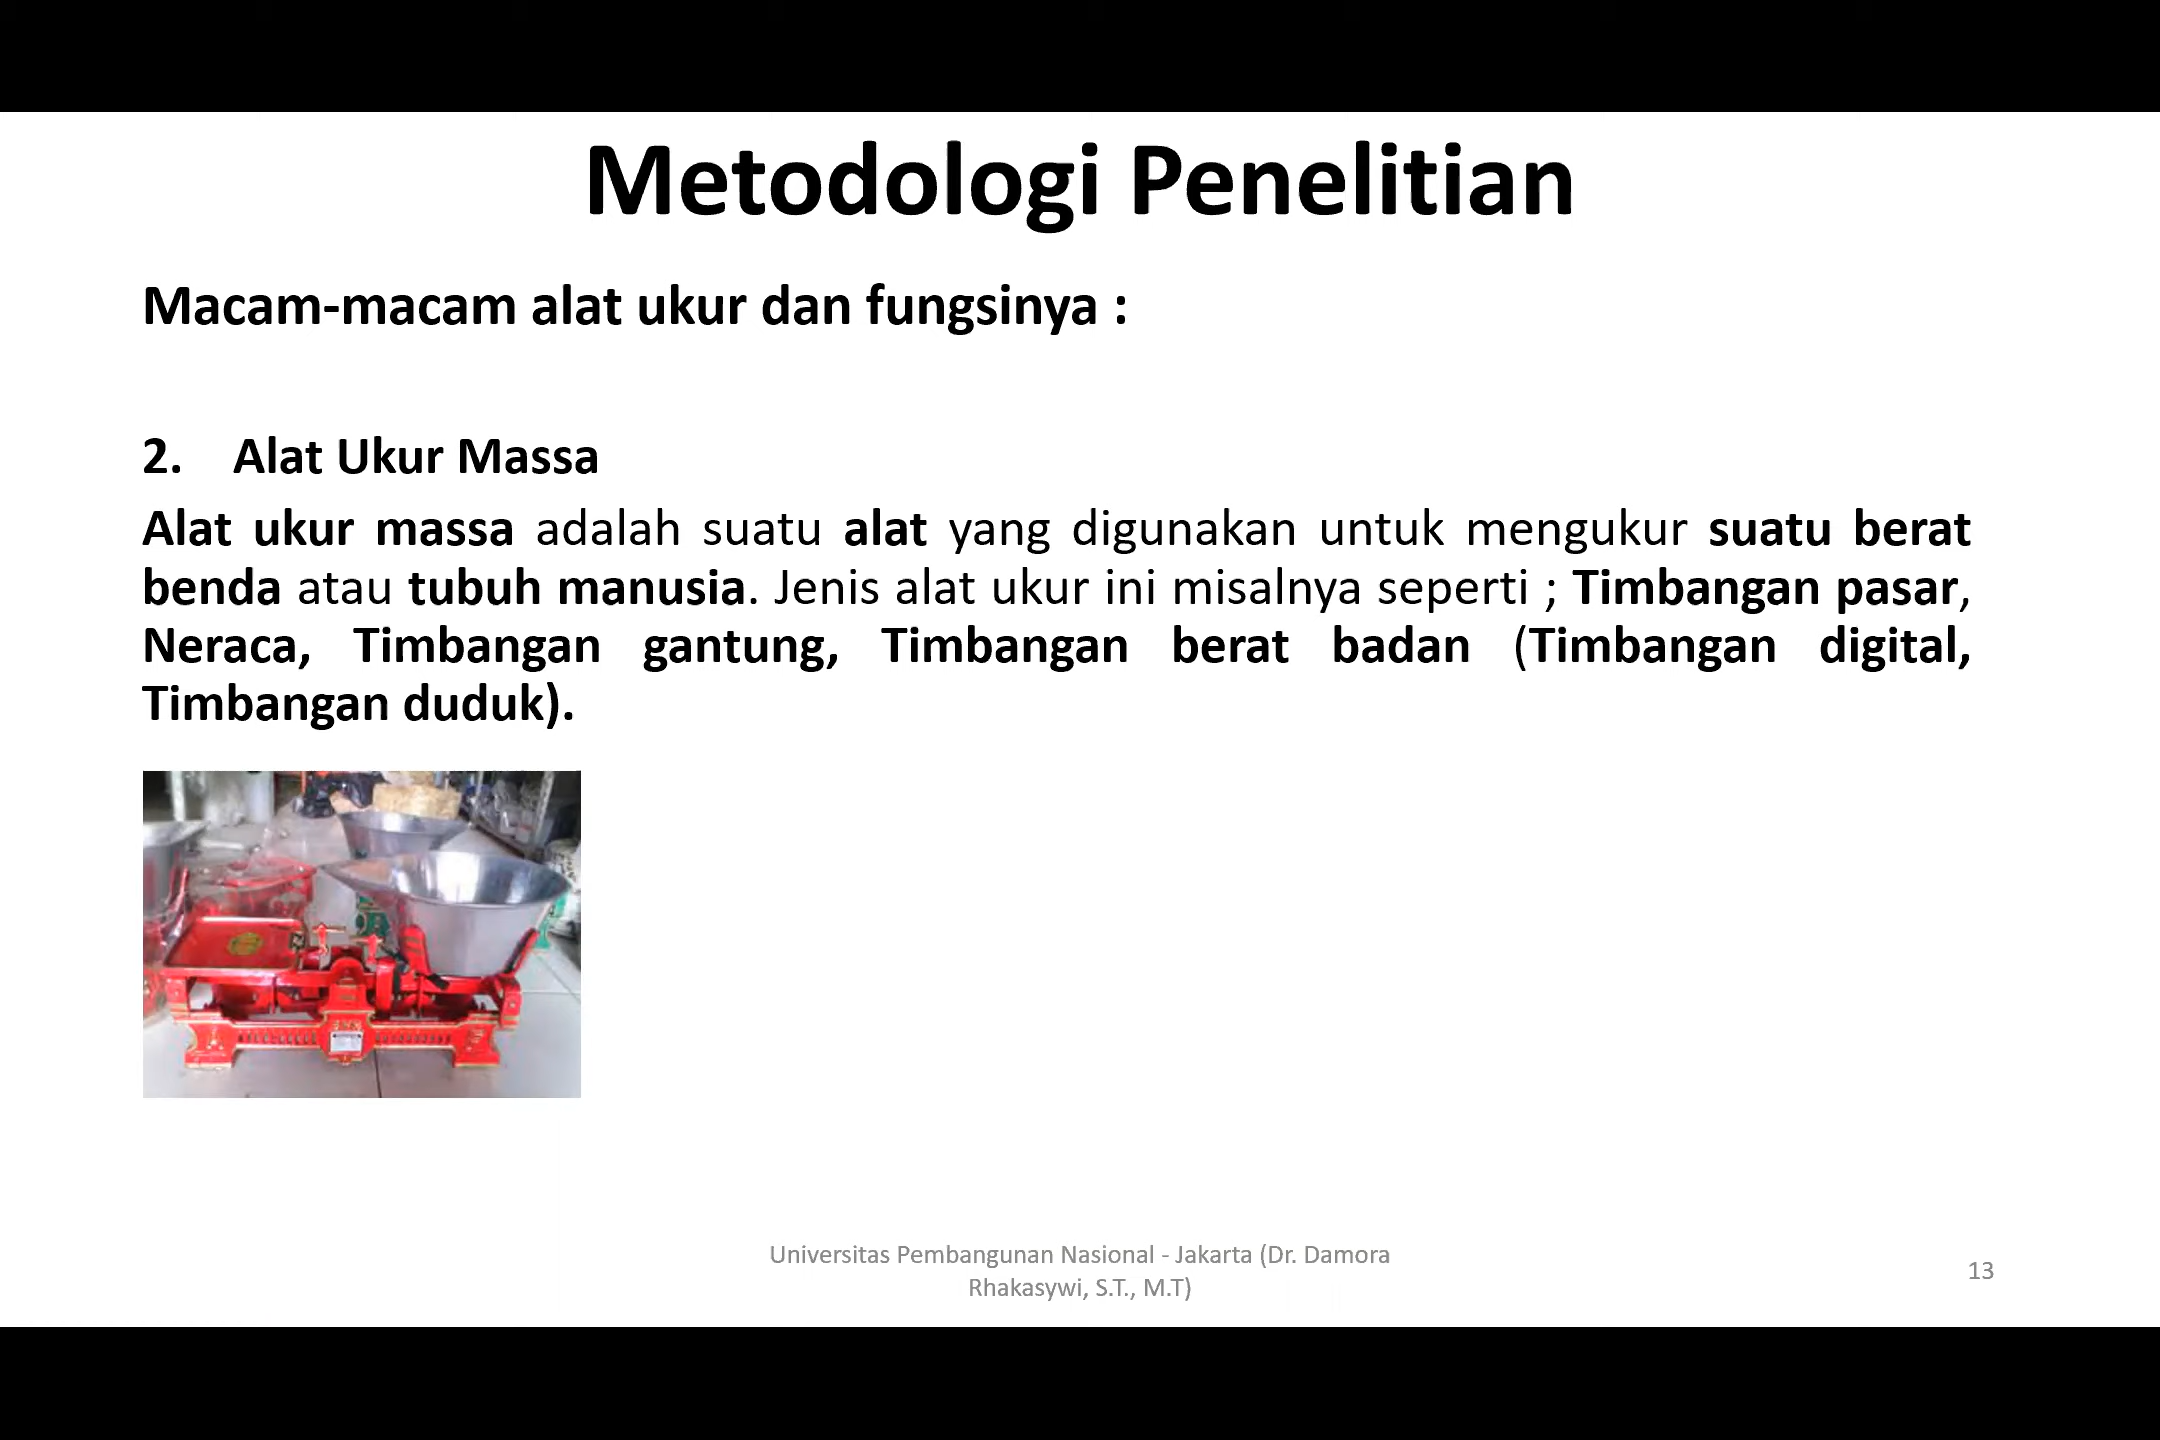 Metodologi Penelitian
Macam-macam alat ukur dan fungsinya :
2. Alat Ukur Massa
Alat ukur massa adalah suatu alat yang digunakan untuk mengukur suatu berat
benda atau tubuh manusia. Jenis alat ukur ini misalnya seperti ; Timbangan pasar,
Neraca, Timbangan gantung, Timbangan berat badan (Timbangan digital,
Timbangan duduk).
Universitas Pembangunan Nasional - Jakarta (Dr. Damora
Rhakasywi, S.T., M.T)
13